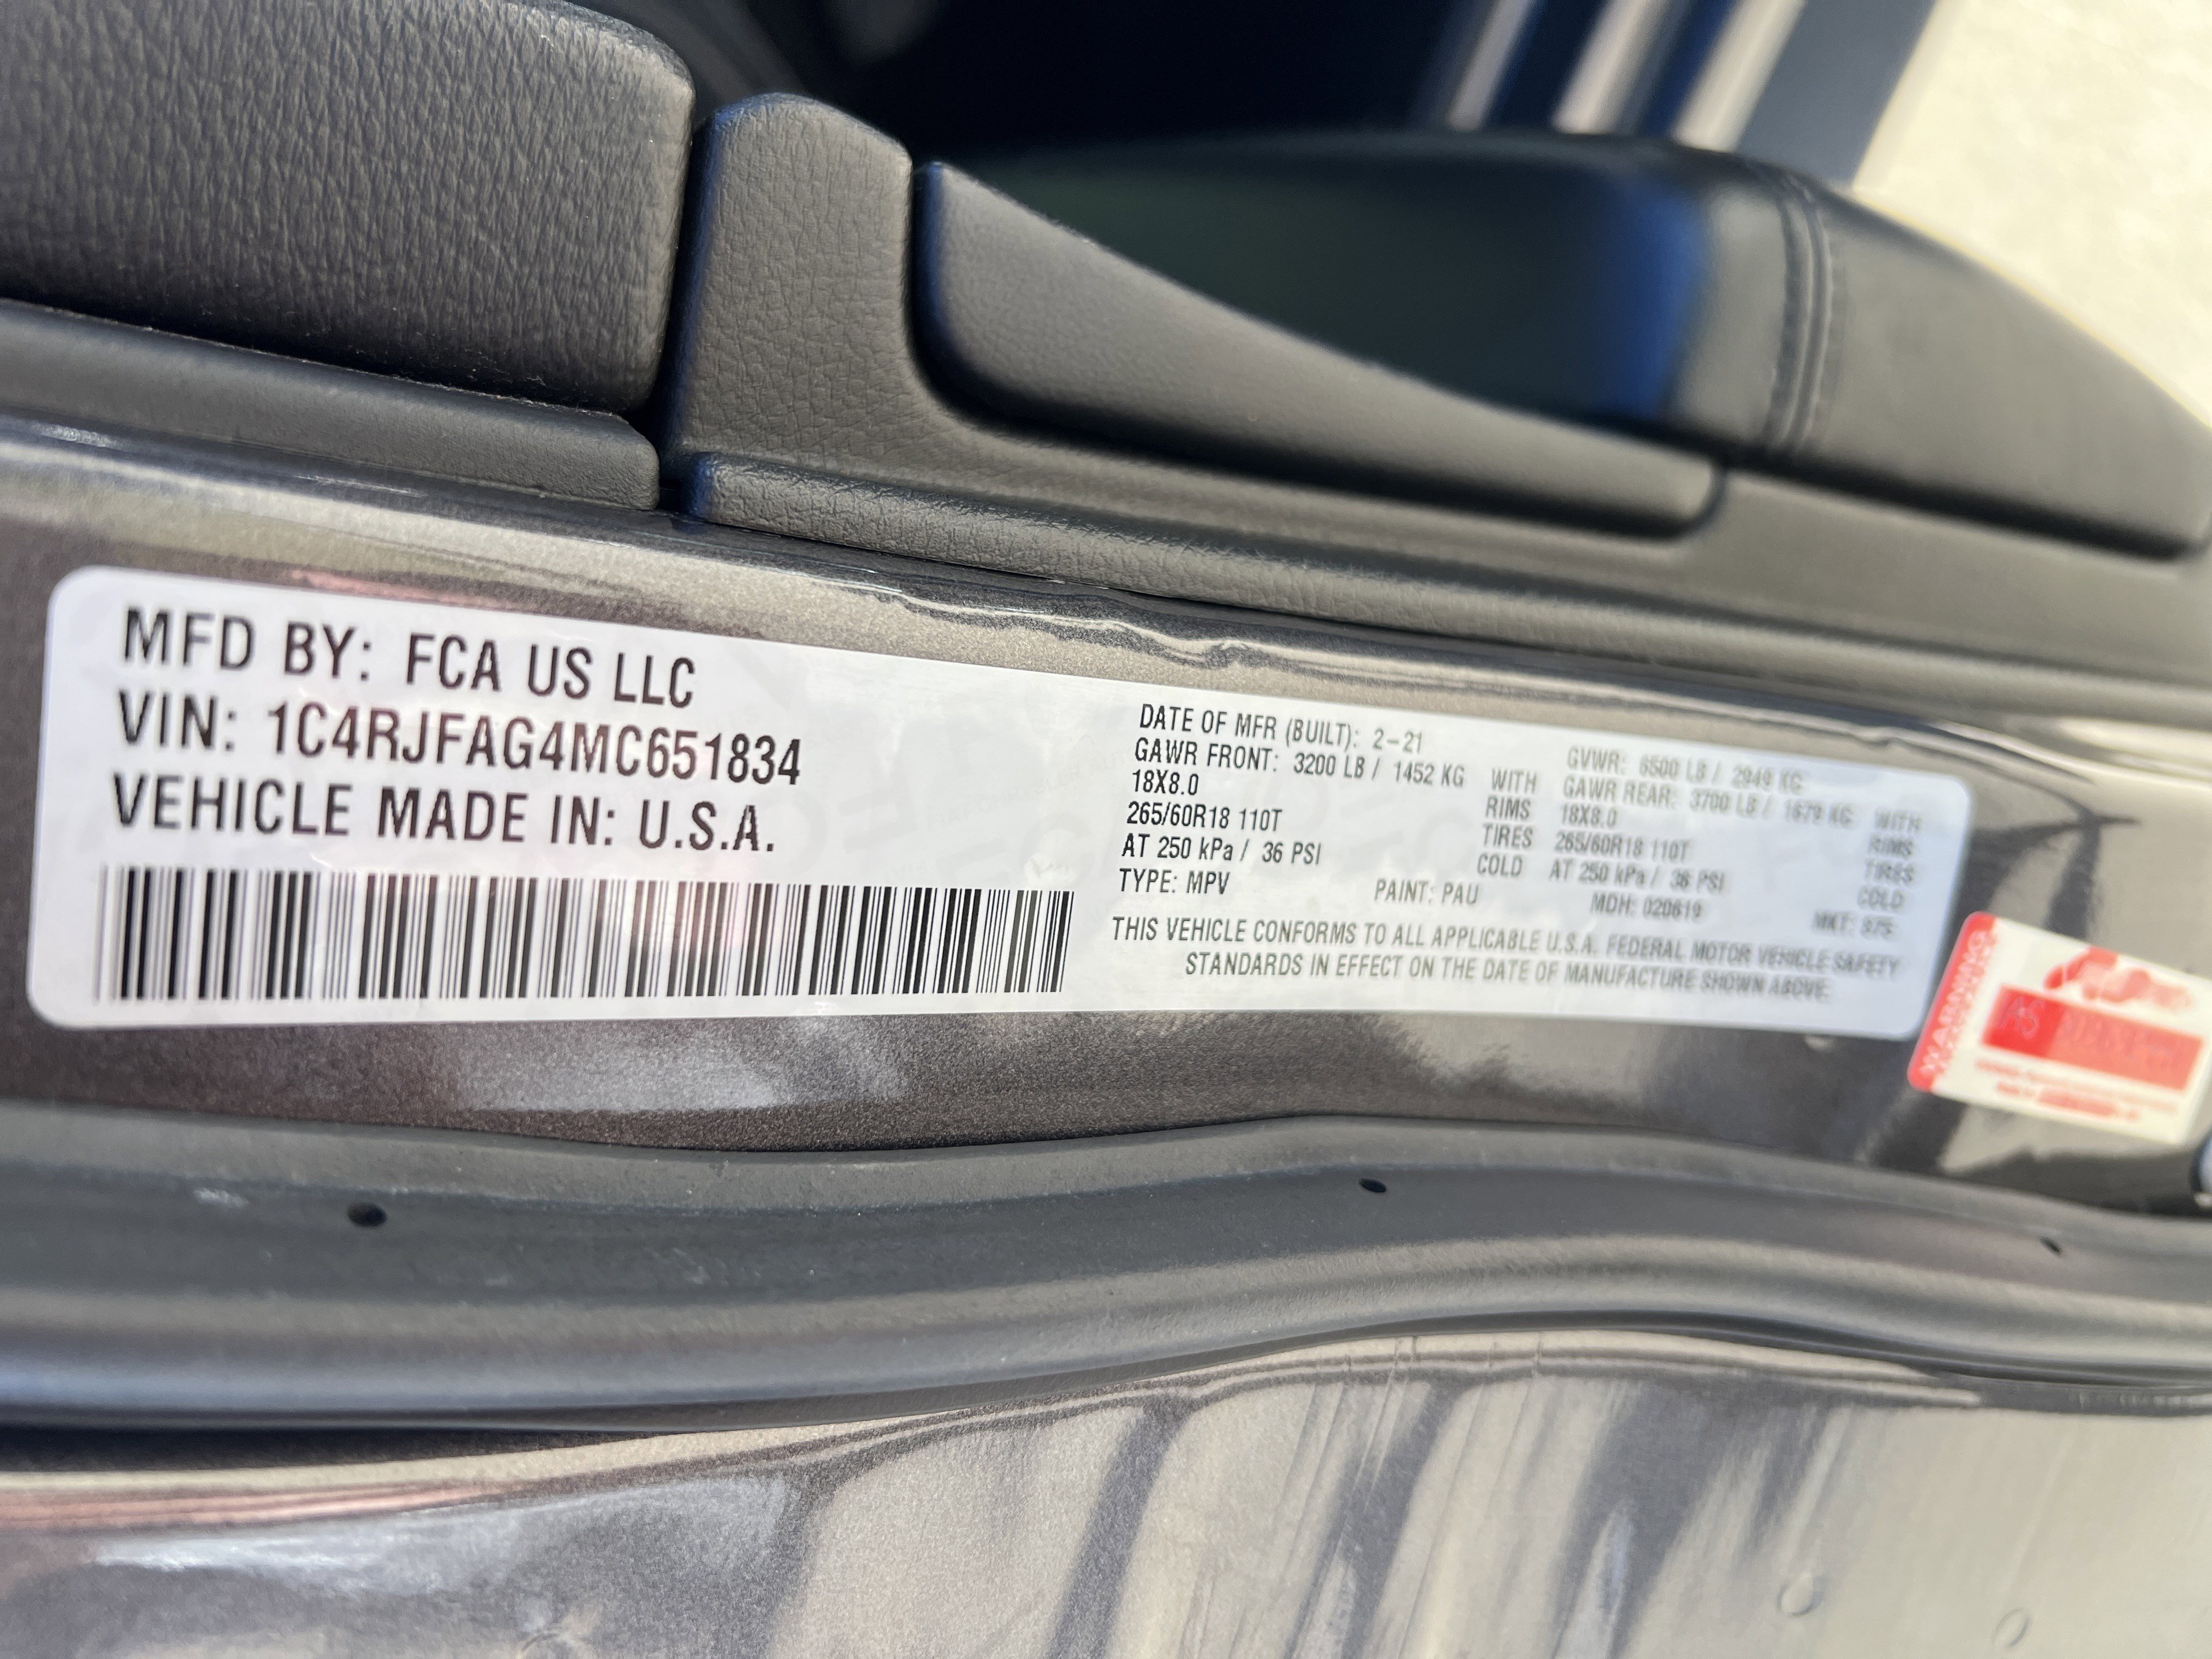 MFD BY: FCA US LLC
VIN: 1C4RJFAG4MC651834
VEHICLE MADE IN: U.S.A.
DATE OF MFR (BUILT): 2-21 GVWR: 6500 LB / 2949 KG
GAWR FRONT: 3200 LB / 1452 KG WITH GAWR REAR: 3700 LB / 1679 KG WITH
18X8.0 RIMS 18X8.0 RIMS
265/60R18 110T TIRES 265/60R18 110T TIRES
AT 250 kPa / 36 PSI COLD AT 250 kPa / 36 PSI COLD
TYPE: MPV PAINT: PAU MDH: 020619 MKT:
THIS VEHICLE CONFORMS TO ALL APPLICABLE U.S.A. FEDERAL MOTOR VEHICLE SAFETY
STANDARDS IN EFFECT ON THE DATE OF MANUFACTURE SHOWN ABOVE.
WARNING